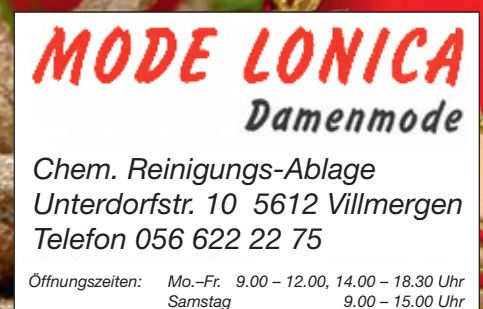 MODE LONICA
Damenmode
Chem. Reinigungs-Ablage
Unterdorfstr. 10 5612 Villmergen
Telefon 056 622 22 75
Öffnungszeiten: Mo.–Fr. 9.00 – 12.00, 14.00 – 18.30 Uhr
Samstag 9.00 – 15.00 Uhr